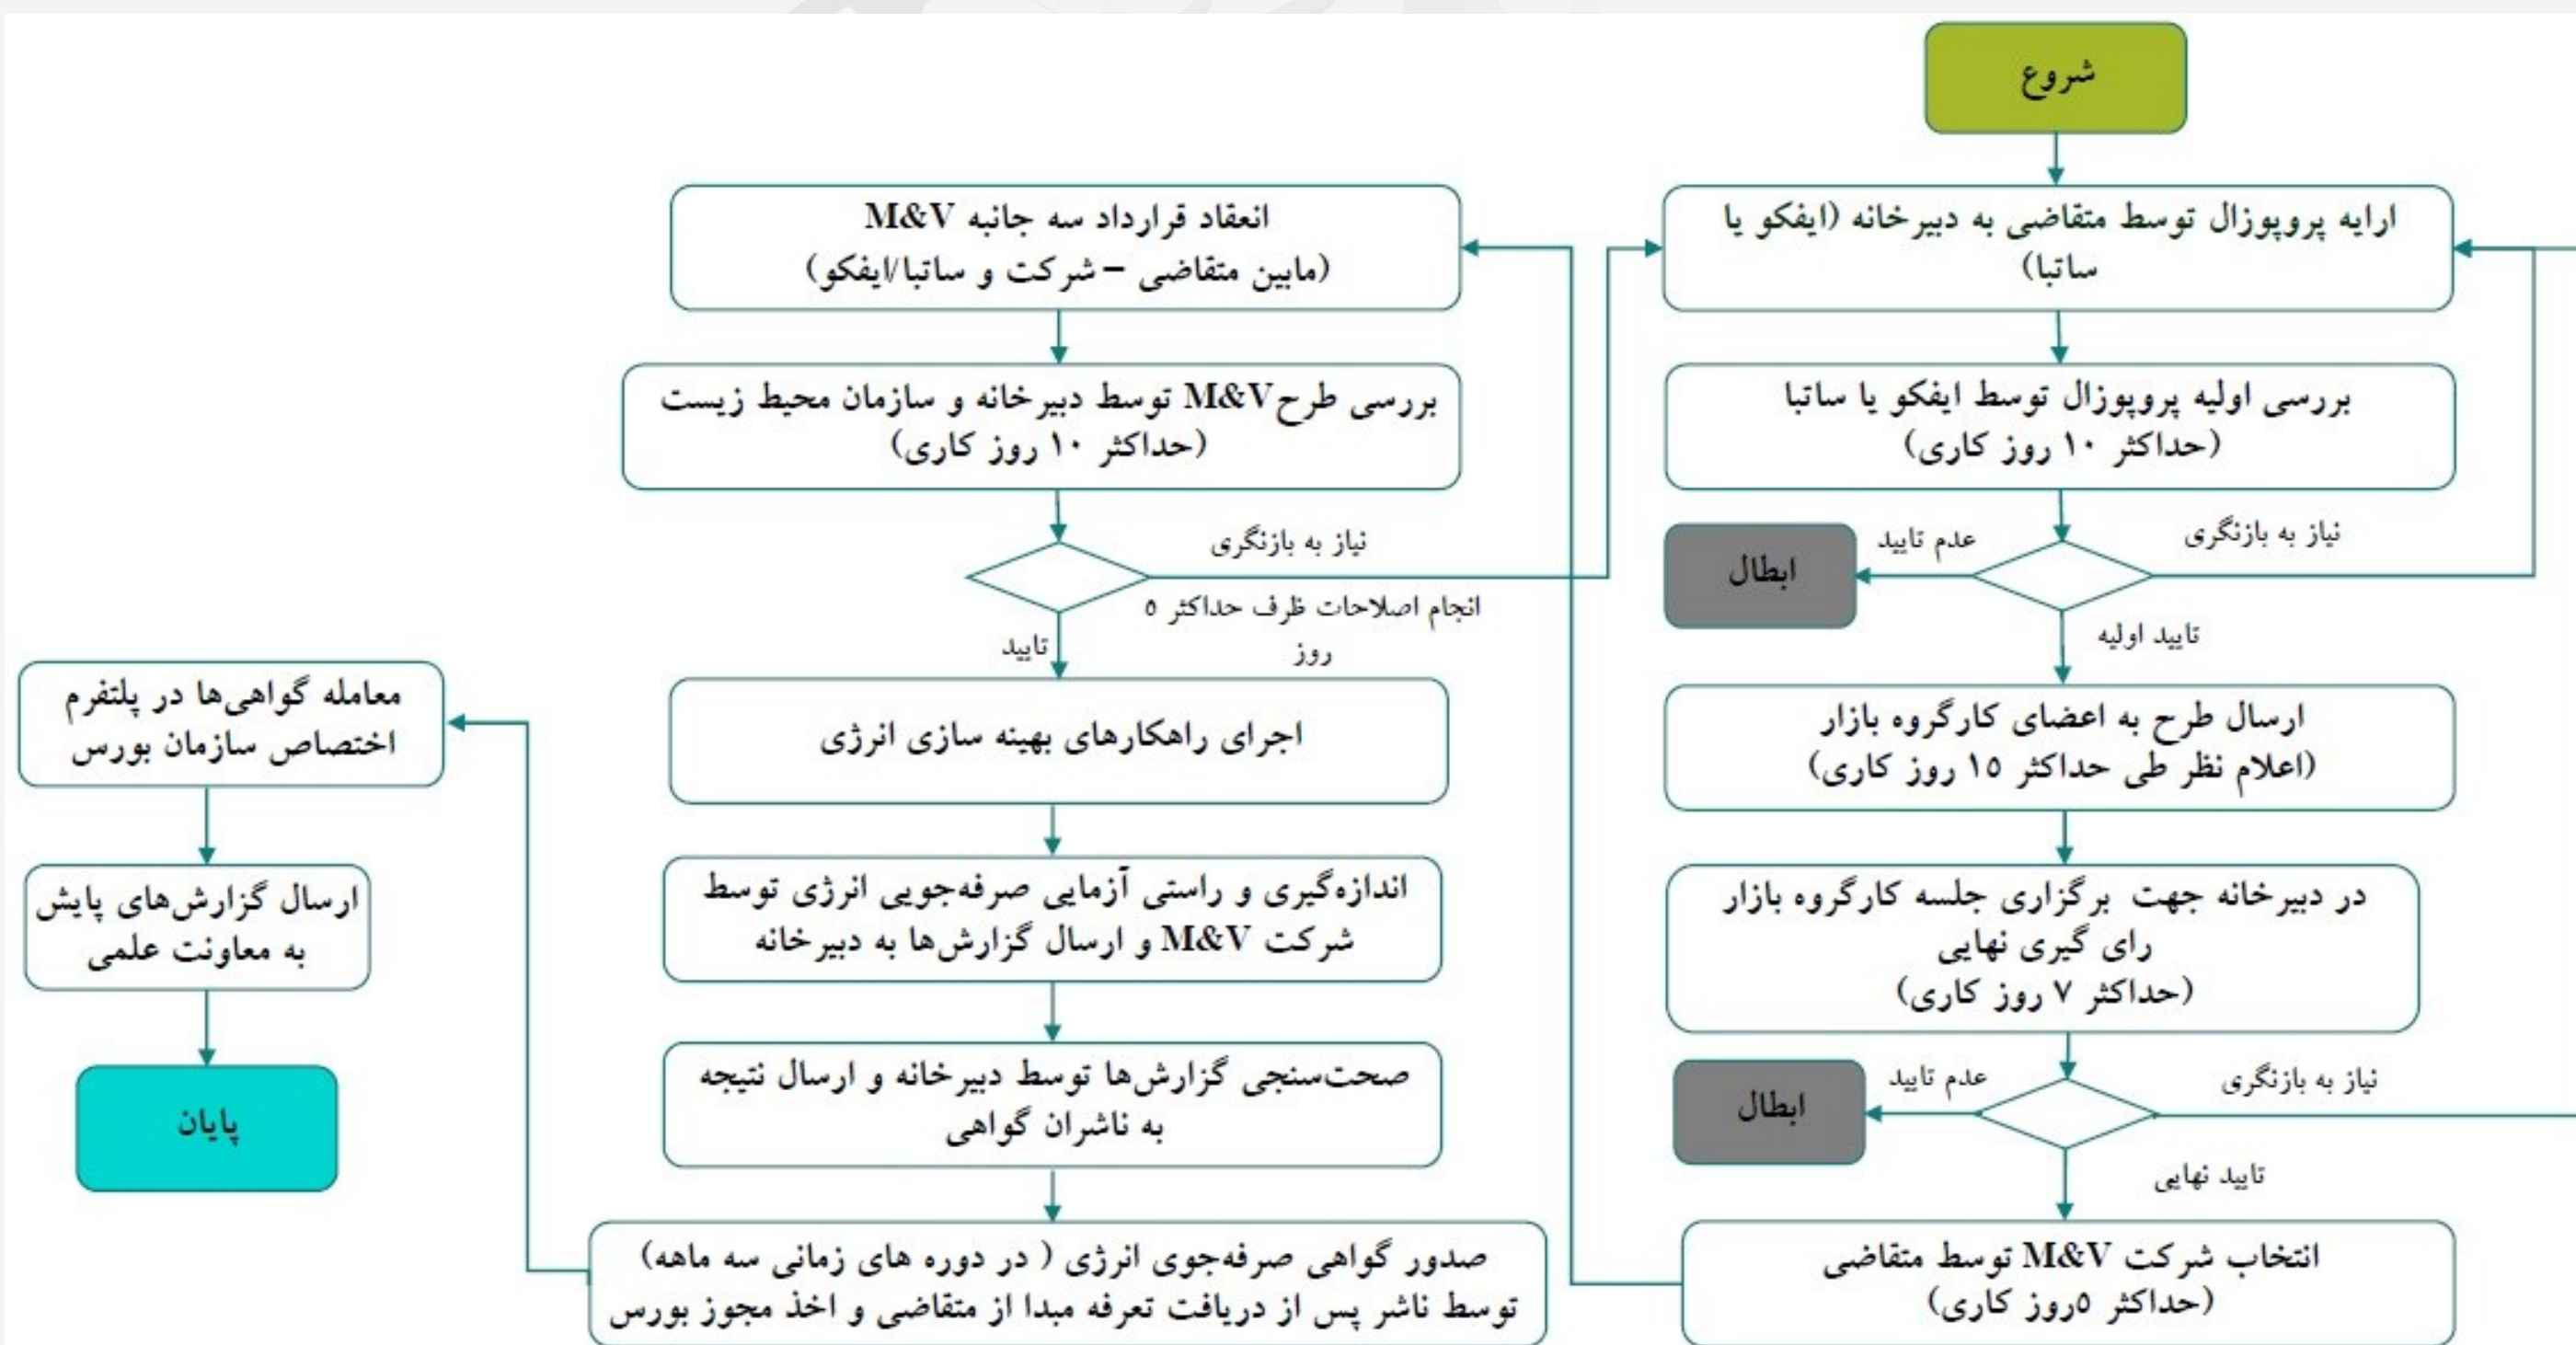 شروع
ارایه پروپوزال توسط متقاضی به دبیرخانه (ایفکو یا
ساتبا)
بررسی اولیه پروپوزال توسط ایفکو یا ساتبا
(حداکثر ۱۰ روز کاری)
نیاز به بازنگری
عدم تایید
ابطال
تایید اولیه
ارسال طرح به اعضای کارگروه بازار
(اعلام نظر طی حداکثر ۱۵ روز کاری)
در دبیرخانه جهت برگزاری جلسه کارگروه بازار
رای گیری نهایی
(حداکثر ۷ روز کاری)
نیاز به بازنگری
عدم تایید
ابطال
تایید نهایی
انتخاب شرکت M&V توسط متقاضی
(حداکثر ۵روز کاری)
انعقاد قرارداد سه جانبه M&V
(مابین متقاضی – شرکت و ساتبا/ایفکو)
بررسی طرحM&V توسط دبیرخانه و سازمان محیط زیست
(حداکثر ۱۰ روز کاری)
نیاز به بازنگری
انجام اصلاحات ظرف حداکثر ۵
روز
تایید
اجرای راهکارهای بهینه سازی انرژی
اندازه‌گیری و راستی آزمایی صرفه‌جویی انرژی توسط
شرکت M&V و ارسال گزارش‌ها به دبیرخانه
صحت‌سنجی گزارش‌ها توسط دبیرخانه و ارسال نتیجه
به ناشران گواهی
صدور گواهی صرفه‌جوی انرژی ( در دوره های زمانی سه ماهه)
توسط ناشر پس از دریافت تعرفه مبدا از متقاضی و اخذ مجوز بورس
معامله گواهی‌ها در پلتفرم
اختصاص سازمان بورس
ارسال گزارش‌های پایش
به معاونت علمی
پایان